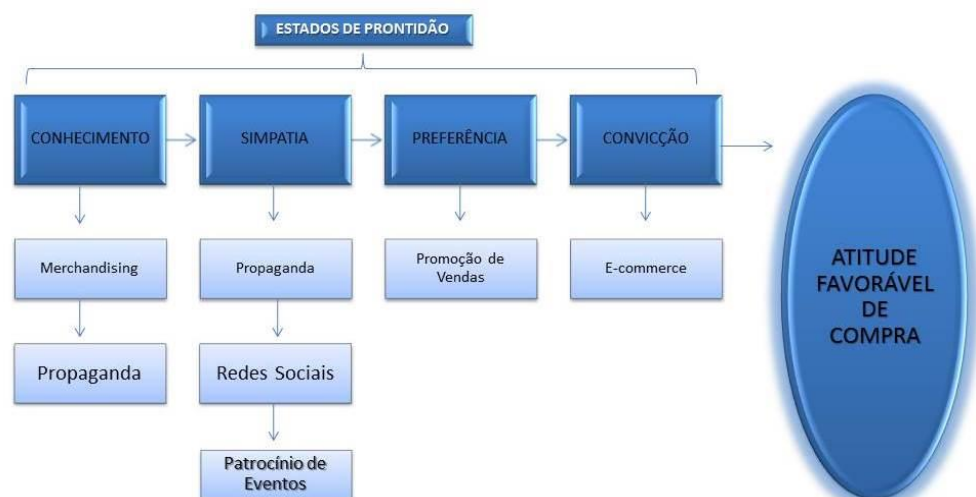 ESTADOS DE PRONTIDÃO
CONHECIMENTO
SIMPATIA
PREFERÊNCIA
CONVICÇÃO
Merchandising
Propaganda
Promoção de
Vendas
E-commerce
Propaganda
Redes Sociais
Patrocínio de
Eventos
ATITUDE
FAVORÁVEL
DE
COMPRA